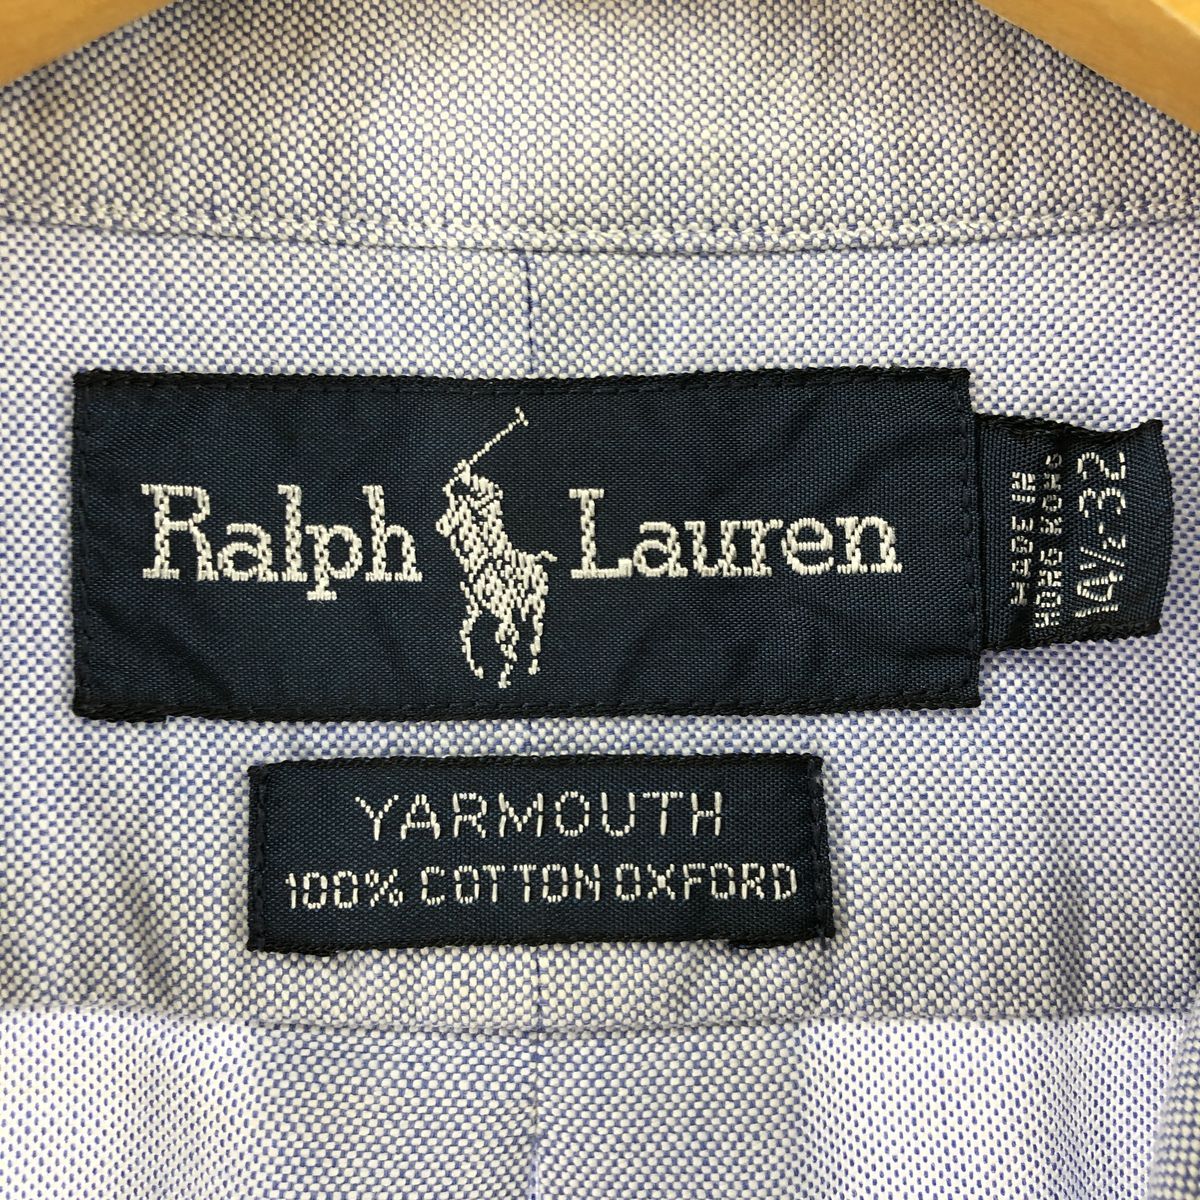 Ralph Lauren
MADE IN
HONG KONG
14½-32
YARMOUTH
100% COTTON OXFORD